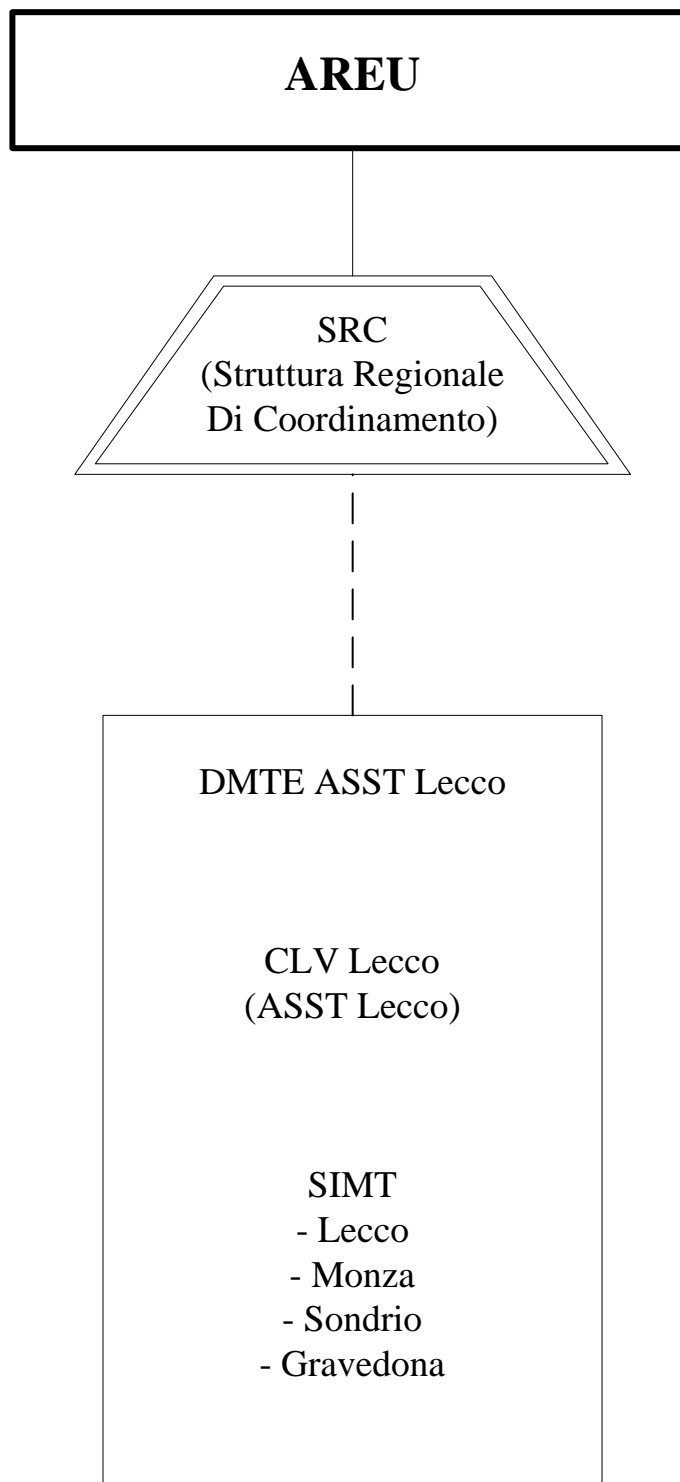 AREU
SRC
(Struttura Regionale
Di Coordinamento)
DMTE ASST Lecco
CLV Lecco
(ASST Lecco)
SIMT
- Lecco
- Monza
- Sondrio
- Gravedona